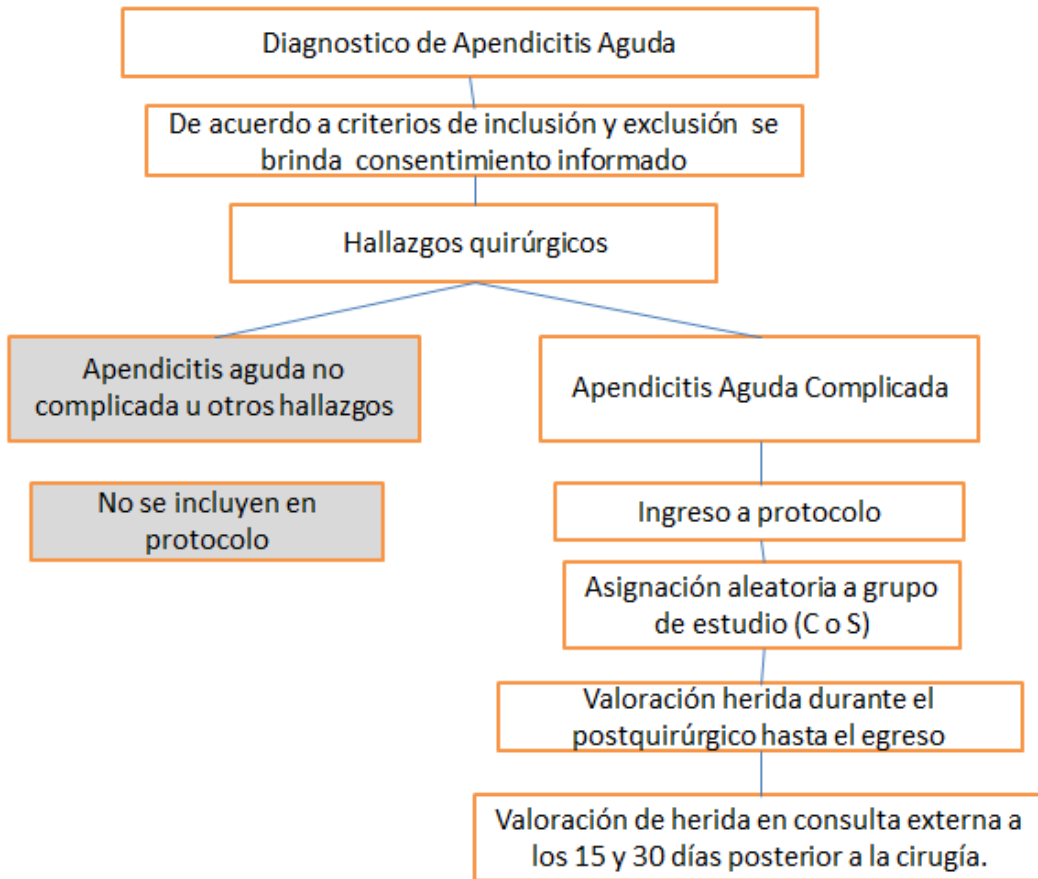 Diagnostico de Apendicitis Aguda
De acuerdo a criterios de inclusión y exclusión se
brinda consentimiento informado
Hallazgos quirúrgicos
Apendicitis aguda no
complicada u otros hallazgos
No se incluyen en
protocolo
Apendicitis Aguda Complicada
Ingreso a protocolo
Asignación aleatoria a grupo
de estudio (C o S)
Valoración herida durante el
postquirúrgico hasta el egreso
Valoración de herida en consulta externa a
los 15 y 30 días posterior a la cirugía.